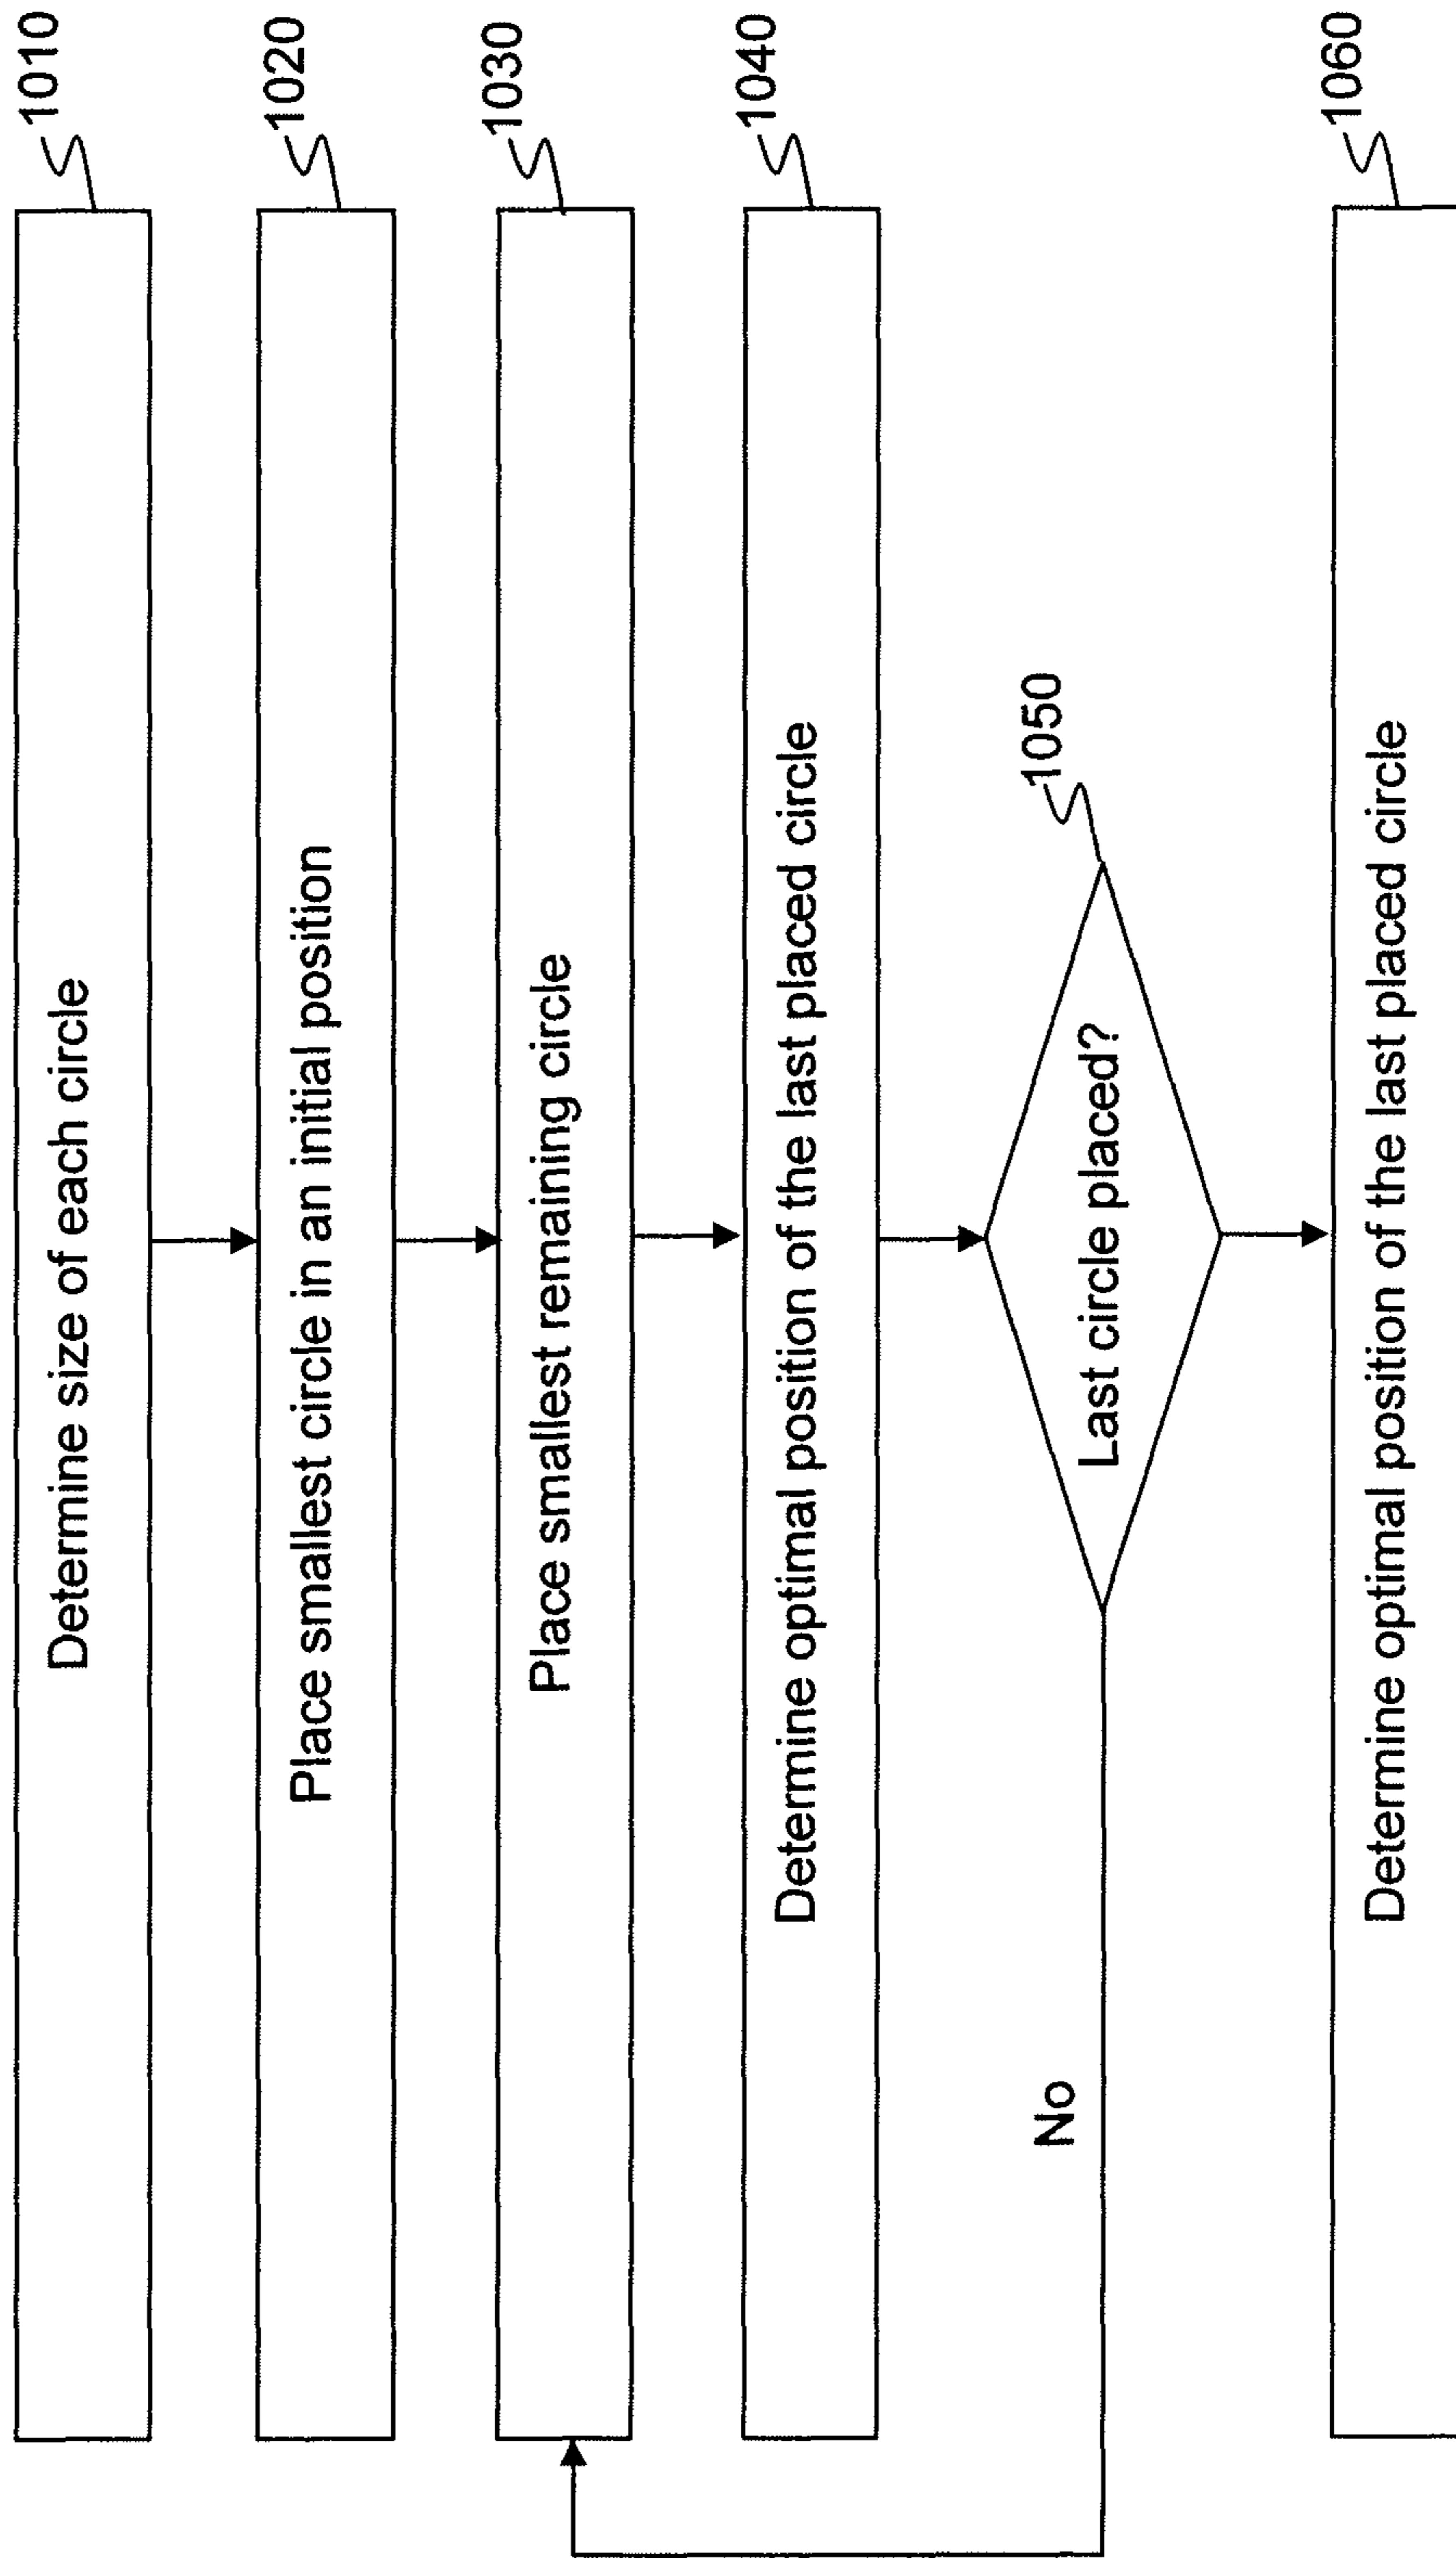 Determine size of each circle
1010
Place smallest circle in an initial position
1020
Place smallest remaining circle
1030
Determine optimal position of the last placed circle
1040
Last circle placed?
1050
No
Determine optimal position of the last placed circle
1060